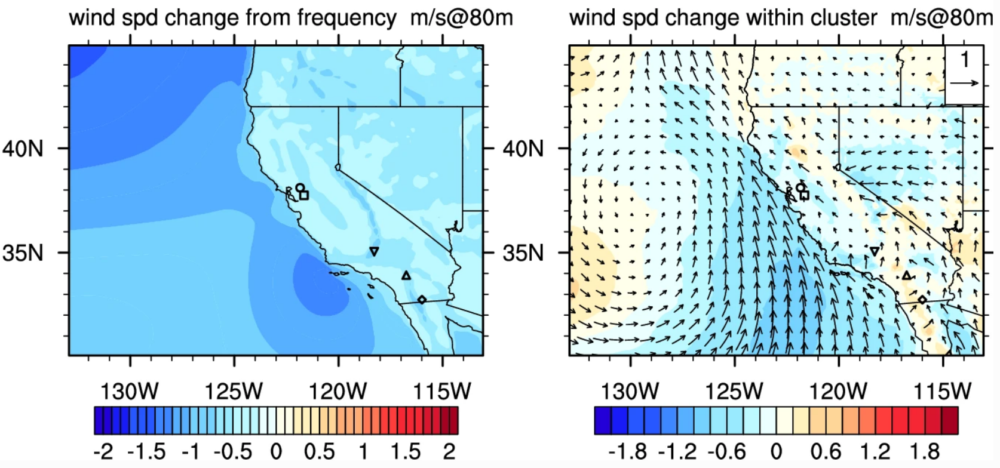 wind spd change from frequency m/s@80m
wind spd change within cluster m/s@80m
1
40N
40N
35N
35N
130W 125W 120W 115W
130W 125W 120W 115W
-2 -1.5 -1 -0.5 0 0.5 1 1.5 2
-1.8 -1.2 -0.6 0 0.6 1.2 1.8